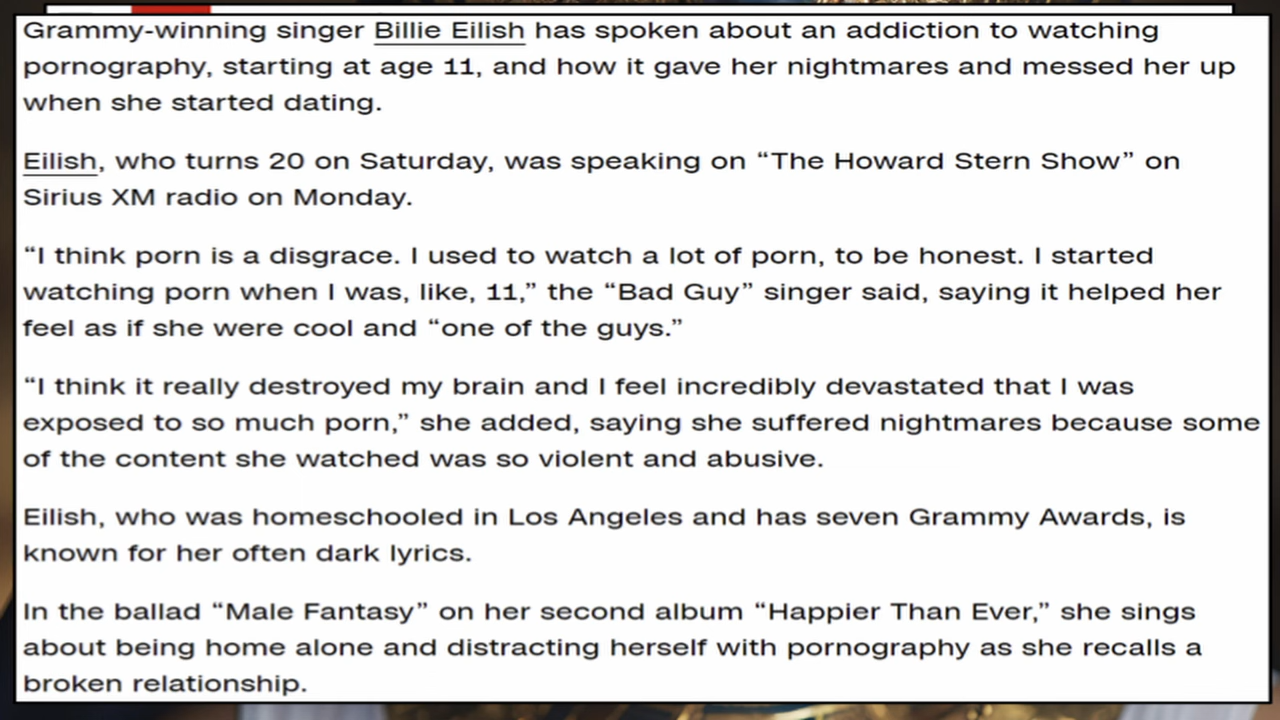 Grammy-winning singer Billie Eilish has spoken about an addiction to watching
pornography, starting at age 11, and how it gave her nightmares and messed her up
when she started dating.
Eilish, who turns 20 on Saturday, was speaking on “The Howard Stern Show” on
Sirius XM radio on Monday.
“I think porn is a disgrace. I used to watch a lot of porn, to be honest. I started
watching porn when I was, like, 11,” the “Bad Guy” singer said, saying it helped her
feel as if she were cool and “one of the guys.”
“I think it really destroyed my brain and I feel incredibly devastated that I was
exposed to so much porn,” she added, saying she suffered nightmares because some
of the content she watched was so violent and abusive.
Eilish, who was homeschooled in Los Angeles and has seven Grammy Awards, is
known for her often dark lyrics.
In the ballad “Male Fantasy” on her second album “Happier Than Ever,” she sings
about being home alone and distracting herself with pornography as she recalls a
broken relationship.